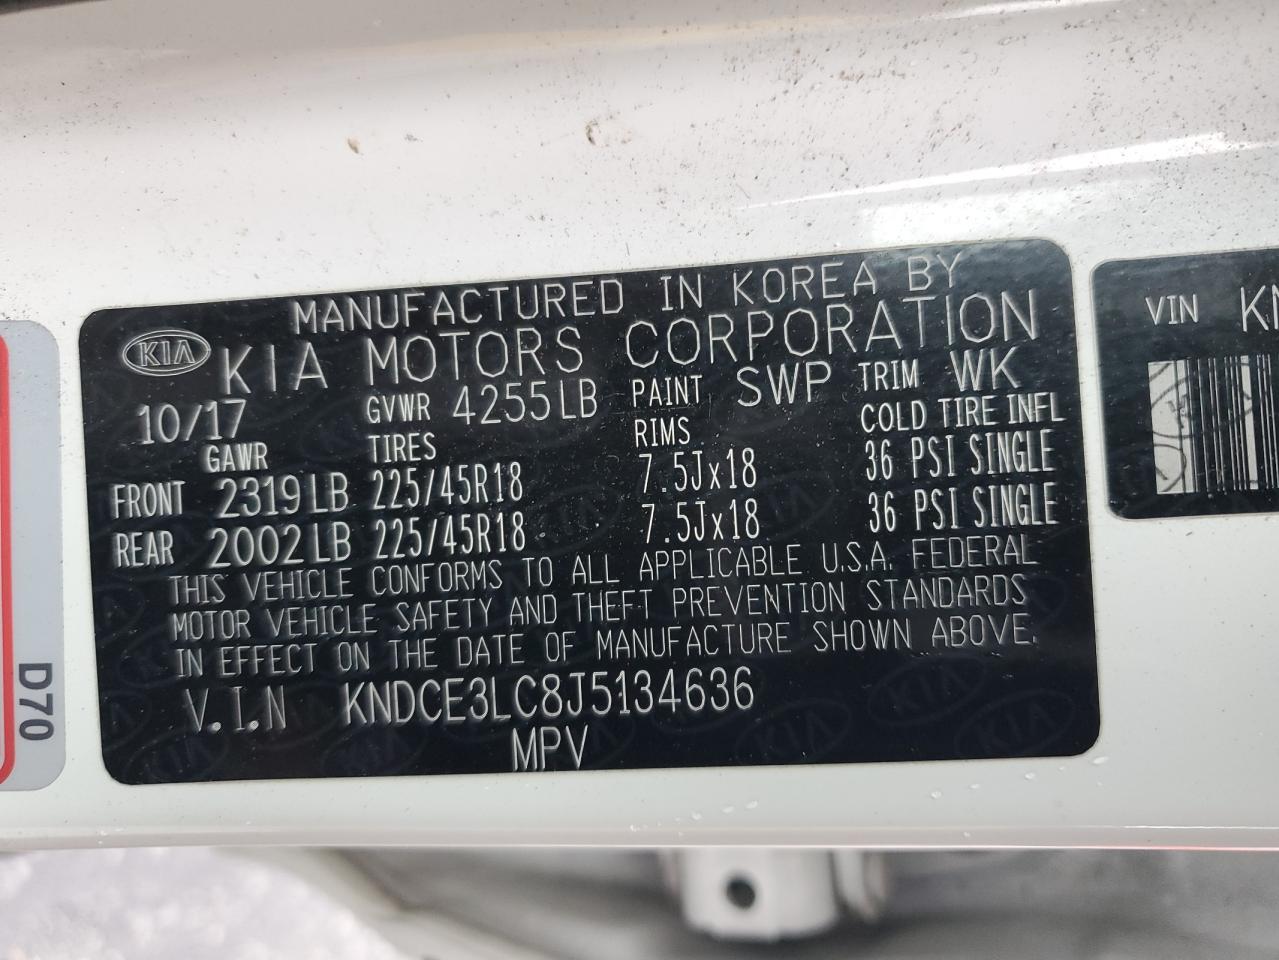 MANUFACTURED IN KOREA BY
KIA KIA MOTORS CORPORATION
10/17 GVWR 4255LB PAINT SWP TRIM WK
GAWR TIRES RIMS COLD TIRE INFL
FRONT 2319LB 225/45R18 7.5Jx18 36 PSI SINGLE
REAR 2002LB 225/45R18 7.5Jx18 36 PSI SINGLE
THIS VEHICLE CONFORMS TO ALL APPLICABLE U.S.A. FEDERAL
MOTOR VEHICLE SAFETY AND THEFT PREVENTION STANDARDS
IN EFFECT ON THE DATE OF MANUFACTURE SHOWN ABOVE.
V.I.N KNDCE3LC8J5134636
MPV
VIN
D70